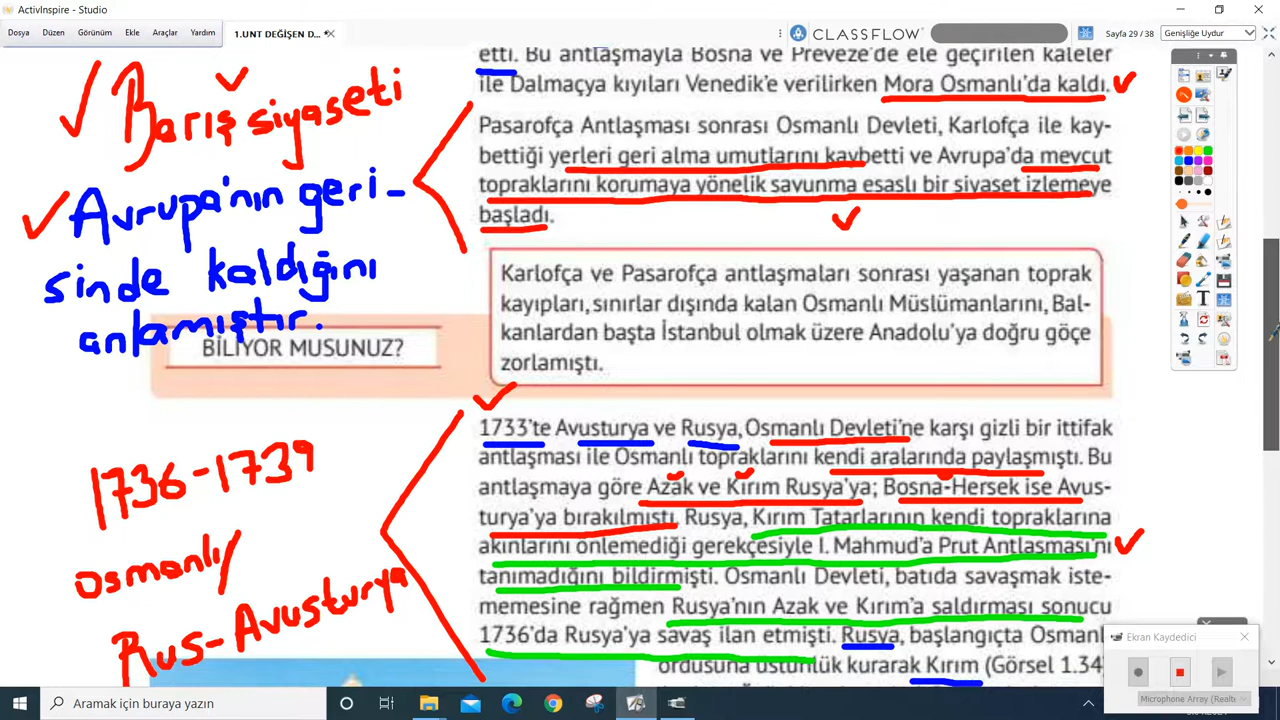 ActivInspire - Studio
Dosya Düzen Görünüm Ekle Araçlar Yardım
1.UNT DEĞİŞEN D...
CLASSFLOW
Sayfa 29 / 38
Genişliğe Uydur
etti. Bu antlaşmayla Bosna ve Preveze'de ele geçirilen kaleler
ile Dalmaçya kıyıları Venedik'e verilirken Mora Osmanlı'da kaldı.
Pasarofça Antlaşması sonrası Osmanlı Devleti, Karlofça ile kay-
bettiği yerleri geri alma umutlarını kaybetti ve Avrupa'da mevcut
topraklarını korumaya yönelik savunma esaslı bir siyaset izlemeye
başladı.
Barış siyaseti
Avrupa'nın geri-
sinde kaldığını
anlamıştır.
BİLİYOR MUSUNUZ?
Karlofça ve Pasarofça antlaşmaları sonrası yaşanan toprak
kayıpları, sınırlar dışında kalan Osmanlı Müslümanlarını, Bal-
kanlardan başta İstanbul olmak üzere Anadolu'ya doğru göçe
zorlamıştı.
1736-1739
osmanlı/
Rus-Avusturya
1733'te Avusturya ve Rusya, Osmanlı Devleti'ne karşı gizli bir ittifak
antlaşması ile Osmanlı topraklarını kendi aralarında paylaşmıştı. Bu
antlaşmaya göre Azak ve Kırım Rusya'ya; Bosna-Hersek ise Avus-
turya'ya bırakılmıştı. Rusya, Kırım Tatarlarının kendi topraklarına
akınlarını önlemediği gerekçesiyle I. Mahmud'a Prut Antlaşması'nı
tanımadığını bildirmişti. Osmanlı Devleti, batıda savaşmak iste-
memesine rağmen Rusya'nın Azak ve Kırım'a saldırması sonucu
1736'da Rusya'ya savaş ilan etmişti. Rusya, başlangıçta Osmanlı
ordusuna üstünlük kurarak Kırım (Görsel 1.34)
Ekran Kaydedici
Microphone Array (Realte
Aramak için buraya yazın